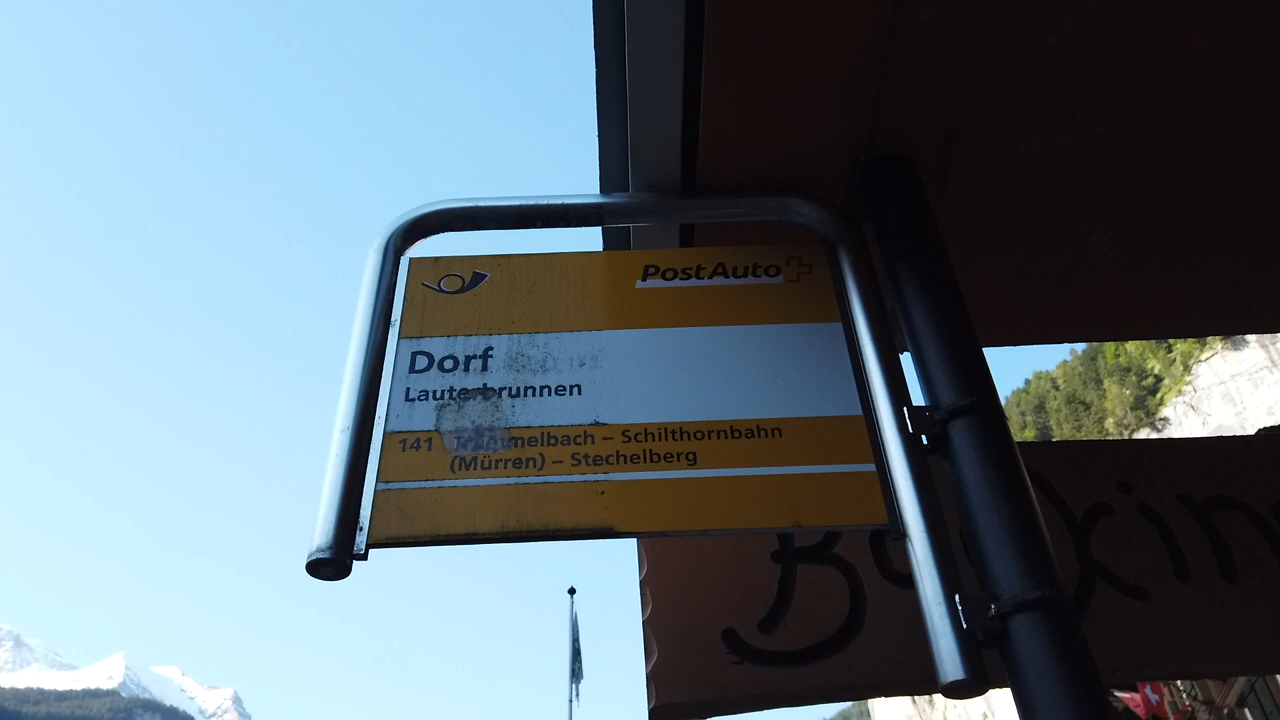 PostAuto
Dorf
Lauterbrunnen
141 Trümmelbach – Schilthornbahn
(Mürren) – Stechelberg